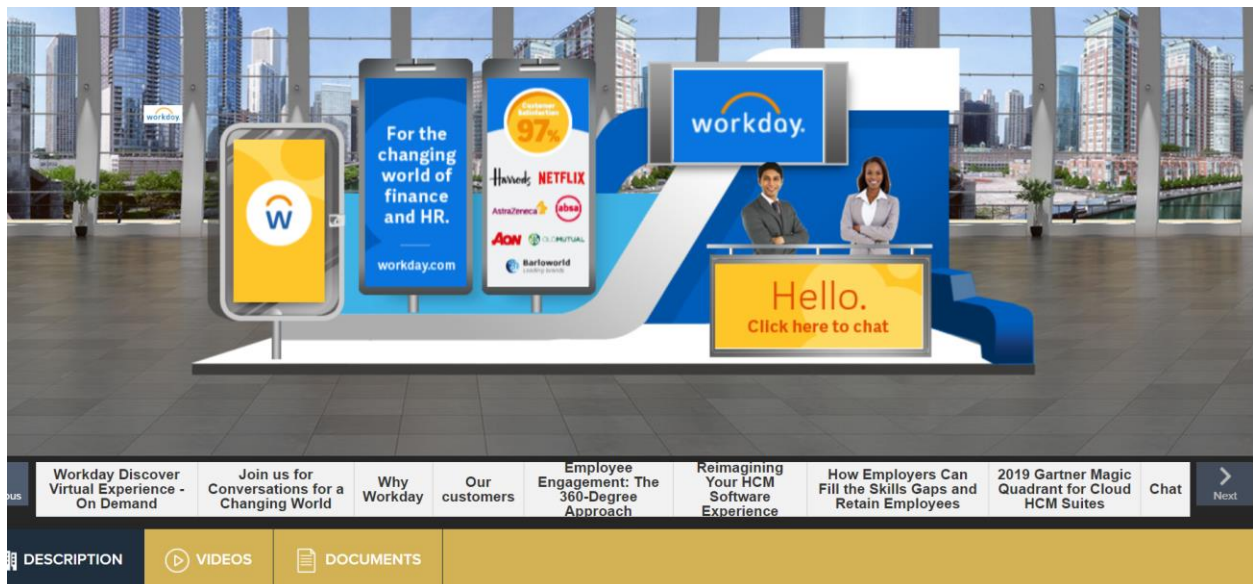 workday.
W
For the
changing
world of
finance
and HR.
workday.com
Customer
Satisfaction
97%
Harrods NETFLIX
AstraZeneca absa
AON OLDMUTUAL
Barloworld
Leading brands
workday.
Hello.
Click here to chat
ous
Workday Discover
Virtual Experience -
On Demand
Join us for
Conversations for a
Changing World
Why
Workday
Our
customers
Employee
Engagement: The
360-Degree
Approach
Reimagining
Your HCM
Software
Experience
How Employers Can
Fill the Skills Gaps and
Retain Employees
2019 Gartner Magic
Quadrant for Cloud
HCM Suites
Chat
Next
DESCRIPTION
VIDEOS
DOCUMENTS